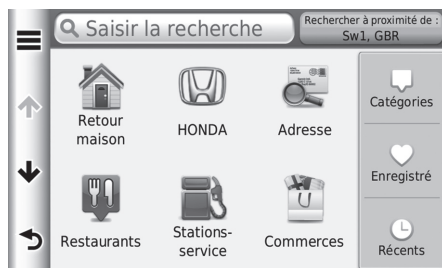 Saisir la recherche
Rechercher à proximité de :
Sw1, GBR
Retour
maison
HONDA
Adresse
Catégories
Enregistré
Restaurants
Stations-
service
Commerces
Récents